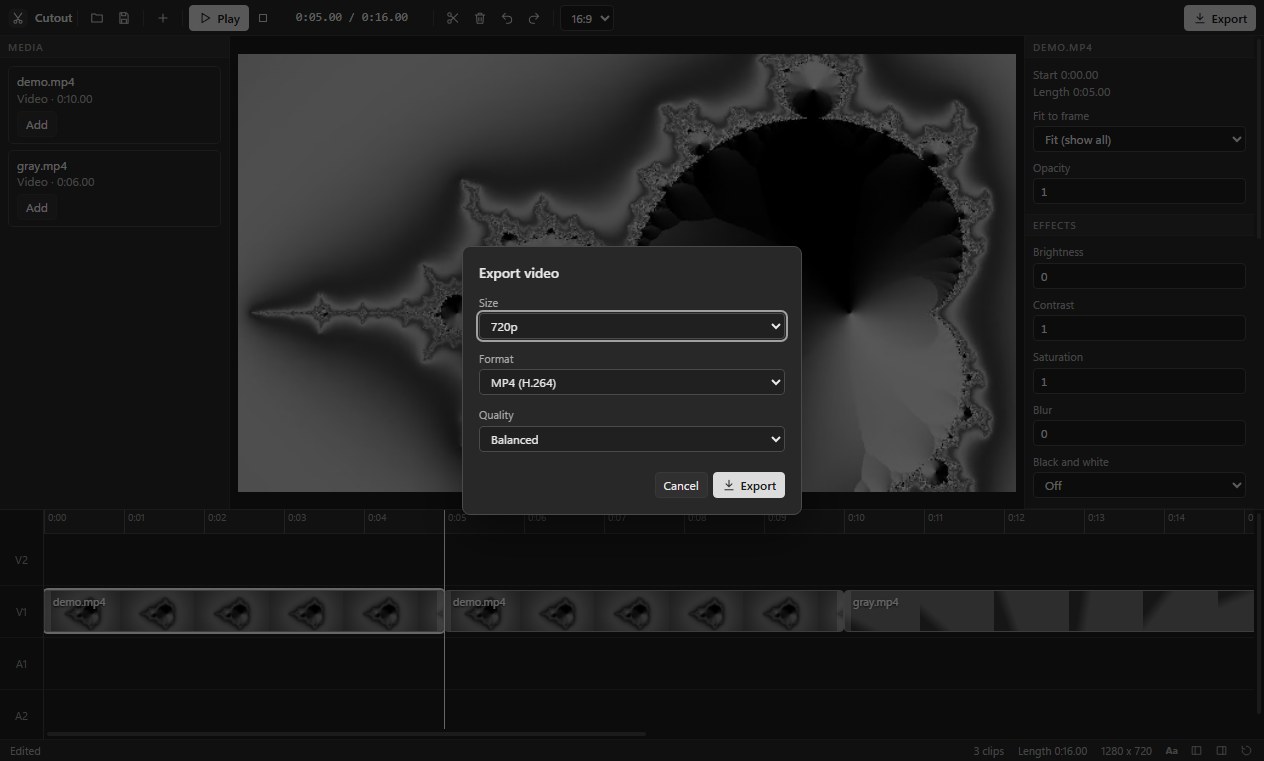 Cutout
Play
0:05.00 / 0:16.00
16:9
Export
MEDIA
demo.mp4
Video · 0:10.00
Add
gray.mp4
Video · 0:06.00
Add
DEMO.MP4
Start 0:00.00
Length 0:05.00
Fit to frame
Fit (show all)
Opacity
1
EFFECTS
Brightness
0
Contrast
1
Saturation
1
Blur
0
Black and white
Off
Export video
Size
720p
Format
MP4 (H.264)
Quality
Balanced
Cancel
Export
0:00 0:01 0:02 0:03 0:04 0:05 0:06 0:07 0:08 0:09 0:10 0:11 0:12 0:13 0:14 0
V2
V1
demo.mp4
demo.mp4
gray.mp4
A1
A2
Edited
3 clips
Length 0:16.00
1280 x 720
Aa